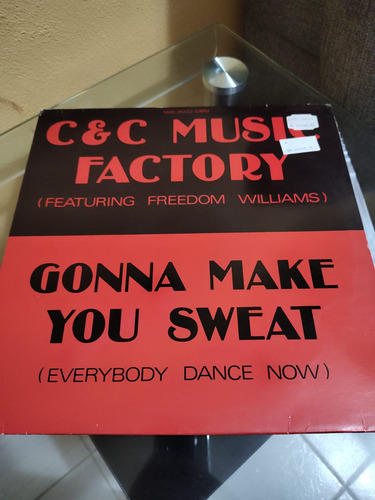 C & C MUSIC
FACTORY
(FEATURING FREEDOM WILLIAMS)
GONNA MAKE
YOU SWEAT
(EVERYBODY DANCE NOW)